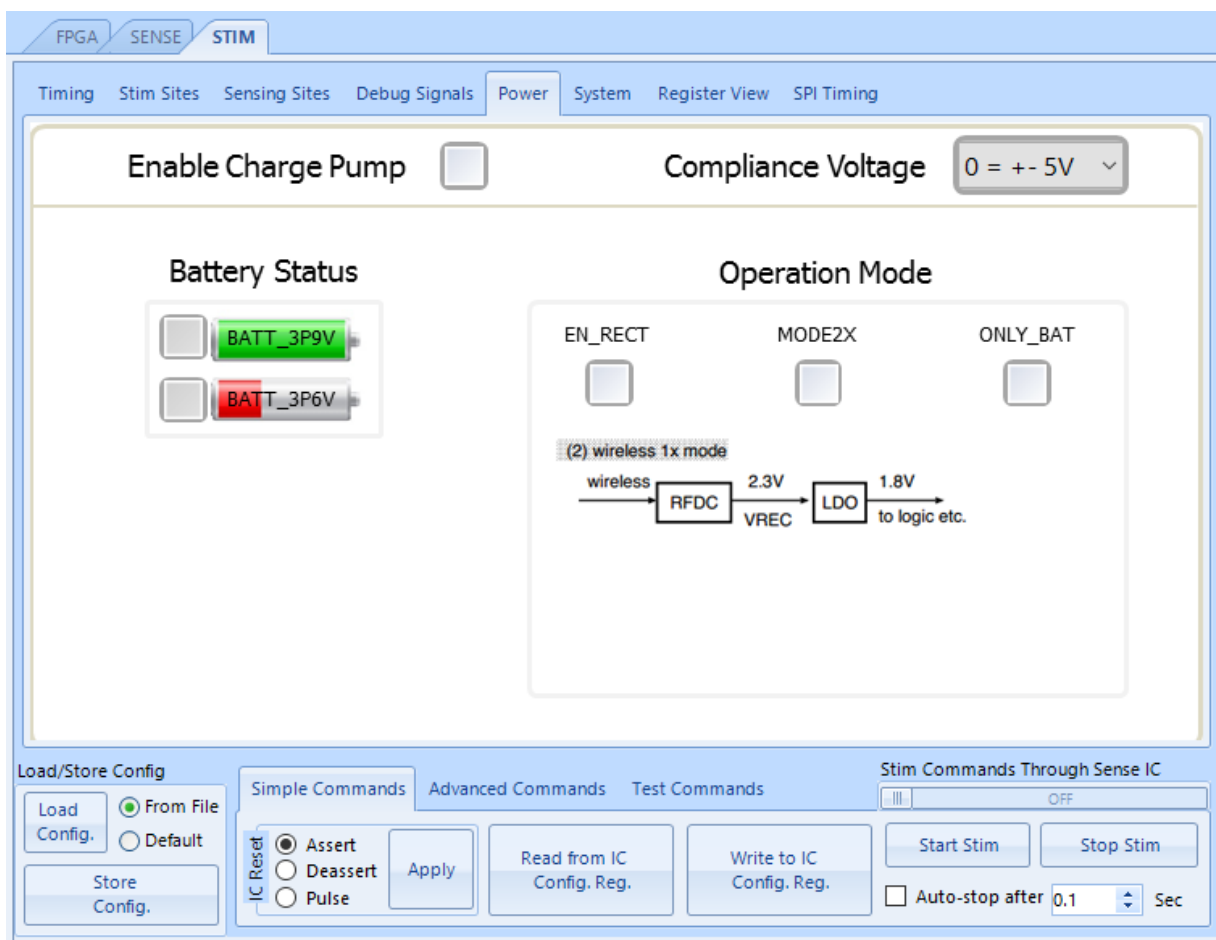 FPGA SENSE STIM
Timing Stim Sites Sensing Sites Debug Signals Power System Register View SPI Timing
Enable Charge Pump Compliance Voltage 0 = +- 5V
Battery Status
BATT_3P9V
BATT_3P6V
Operation Mode
EN_RECT MODE2X ONLY_BAT
(2) wireless 1x mode
wireless RFDC 2.3V VREC LDO 1.8V
to logic etc.
Load/Store Config
Load Config.
From File
Default
Store Config.
Simple Commands Advanced Commands Test Commands
IC Reset
Assert
Deassert
Pulse
Apply
Read from IC
Config. Reg.
Write to IC
Config. Reg.
Stim Commands Through Sense IC
OFF
Start Stim Stop Stim
Auto-stop after 0.1 Sec